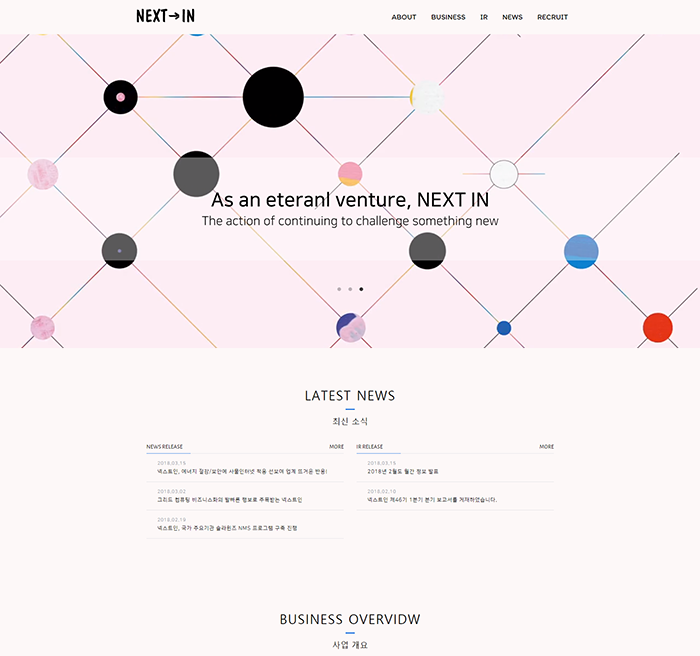 NEXT→IN
ABOUT BUSINESS IR NEWS RECRUIT
As an eteranl venture, NEXT IN
The action of continuing to challenge something new
LATEST NEWS
최신 소식
NEWS RELEASE MORE
2018.03.15
넥스트인, 에너지 절감/보안에 사물인터넷 적용 선보여 업계 뜨거운 반응!
2018.03.02
그리드 컴퓨팅 비즈니스화의 발빠른 행보로 주목받는 넥스트인
2018.02.19
넥스트인, 국가 주요기관 솔라윈즈 NMS 프로그램 구축 진행
IR RELEASE MORE
2018.03.15
2018년 2월도 월간 정보 발표
2018.02.10
넥스트인 제46기 1분기 분기 보고서를 게재하였습니다.
BUSINESS OVERVIDW
사업 개요